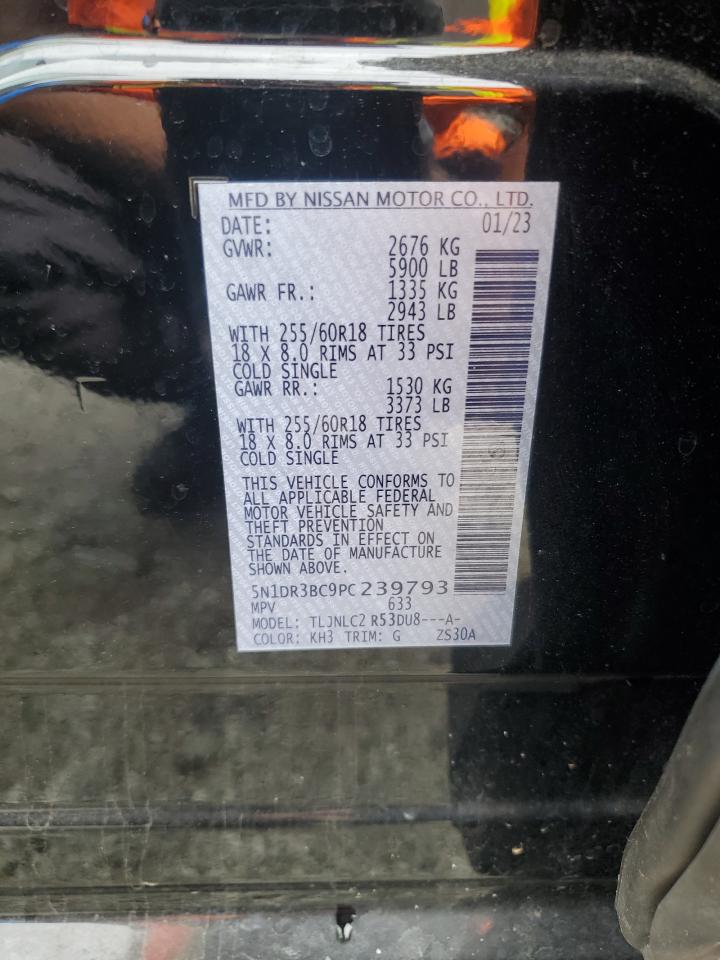 MFD BY NISSAN MOTOR CO., LTD.
DATE: 01/23
GVWR: 2676 KG
5900 LB
GAWR FR.: 1335 KG
2943 LB
WITH 255/60R18 TIRES
18 X 8.0 RIMS AT 33 PSI
COLD SINGLE
GAWR RR.: 1530 KG
3373 LB
WITH 255/60R18 TIRES
18 X 8.0 RIMS AT 33 PSI
COLD SINGLE
THIS VEHICLE CONFORMS TO
ALL APPLICABLE FEDERAL
MOTOR VEHICLE SAFETY AND
THEFT PREVENTION
STANDARDS IN EFFECT ON
THE DATE OF MANUFACTURE
SHOWN ABOVE.
5N1DR3BC9PC239793
MPV 633
MODEL: TLJNLC2 R53DU8---A-
COLOR: KH3 TRIM: G ZS30A